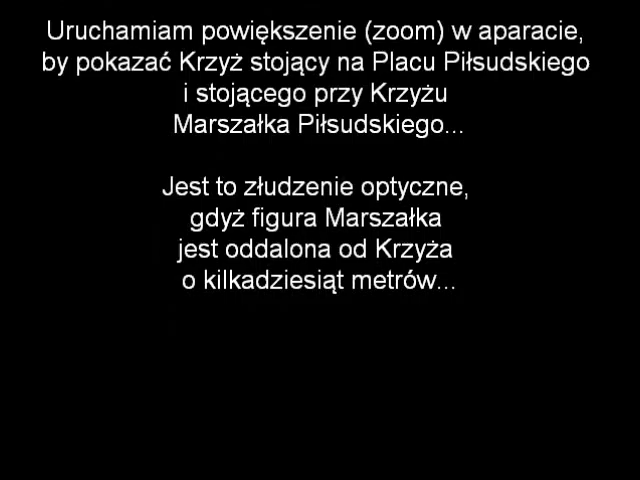 Uruchamiam powiększenie (zoom) w aparacie,
by pokazać Krzyż stojący na Placu Piłsudskiego
i stojącego przy Krzyżu
Marszałka Piłsudskiego...
Jest to złudzenie optyczne,
gdyż figura Marszałka
jest oddalona od Krzyża
o kilkadziesiąt metrów...